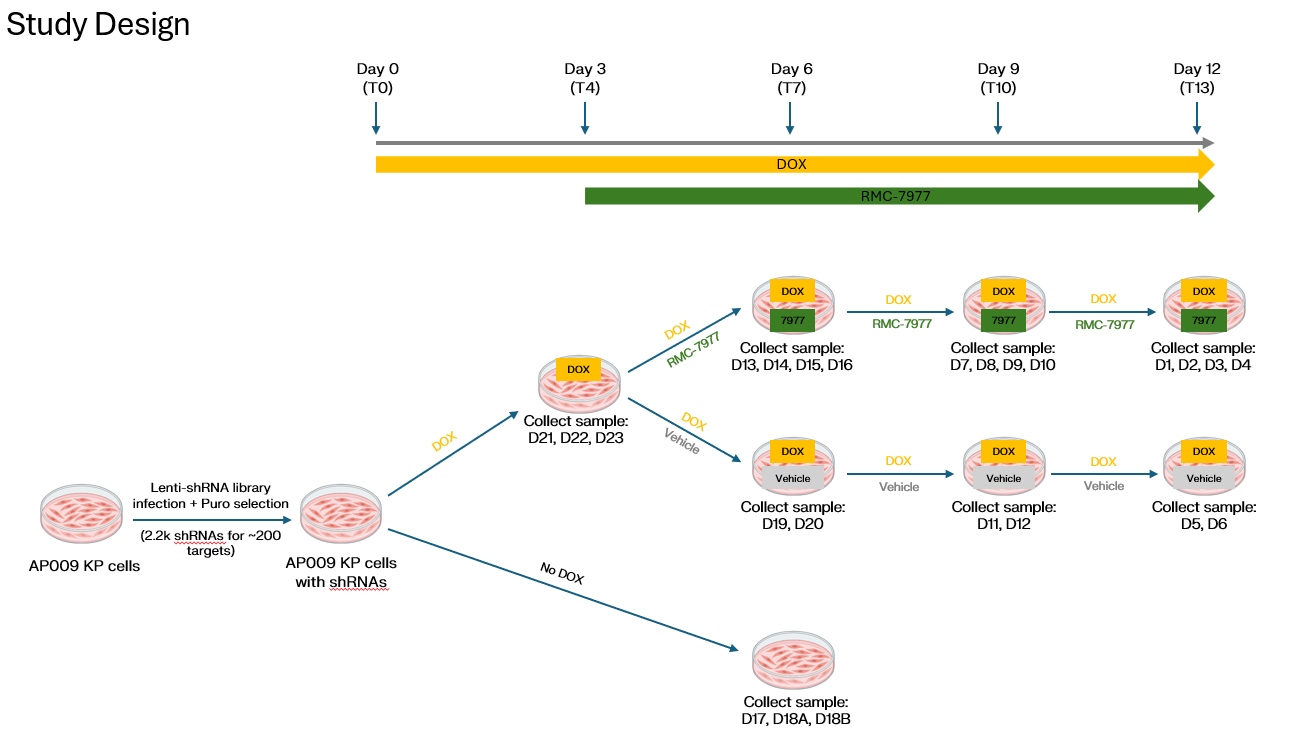 Study Design
Day 0
(T0)
Day 3
(T4)
Day 6
(T7)
Day 9
(T10)
Day 12
(T13)
DOX
RMC-7977
DOX
7977
DOX
RMC-7977
DOX
7977
DOX
RMC-7977
DOX
7977
DOX
RMC-7977
Collect sample:
D13, D14, D15, D16
Collect sample:
D7, D8, D9, D10
Collect sample:
D1, D2, D3, D4
DOX
Collect sample:
D21, D22, D23
DOX
DOX
Vehicle
DOX
Vehicle
DOX
Vehicle
DOX
Vehicle
DOX
Vehicle
DOX
Vehicle
Collect sample:
D19, D20
Collect sample:
D11, D12
Collect sample:
D5, D6
Lenti-shRNA library
infection + Puro selection
(2.2k shRNAs for ~200
targets)
AP009 KP cells
AP009 KP cells
with shRNAs
No DOX
Collect sample:
D17, D18A, D18B